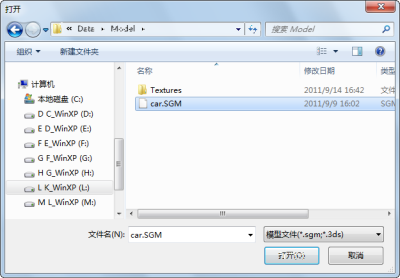 打开
« Data ▸ Model ▸
搜索 Model
组织 ▼ 新建文件夹
名称 修改日期 类型
计算机
本地磁盘 (C:)
D C_WinXP (D:)
E D_WinXP (E:)
F E_WinXP (F:)
G F_WinXP (G:)
H G_WinXP (H:)
L K_WinXP (L:)
M L_WinXP (M:)
Textures 2011/9/14 16:42 文件
car.SGM 2011/9/9 16:02 SGM
文件名(N): car.SGM
模型文件(*.sgm;*.3ds)
打开(O) 取消